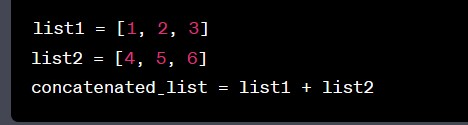 list1 = [1, 2, 3]
list2 = [4, 5, 6]
concatenated_list = list1 + list2